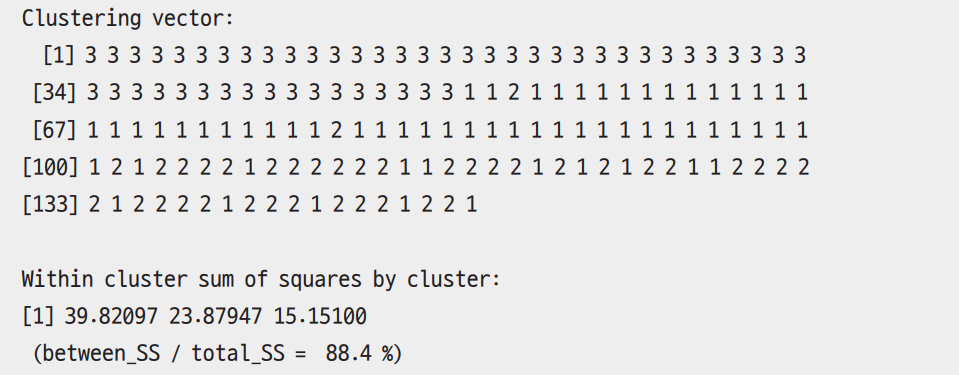 Clustering vector:
[1] 3 3 3 3 3 3 3 3 3 3 3 3 3 3 3 3 3 3 3 3 3 3 3 3 3 3 3 3 3 3 3 3 3
[34] 3 3 3 3 3 3 3 3 3 3 3 3 3 3 3 3 3 1 1 2 1 1 1 1 1 1 1 1 1 1 1 1 1
[67] 1 1 1 1 1 1 1 1 1 1 1 2 1 1 1 1 1 1 1 1 1 1 1 1 1 1 1 1 1 1 1 1 1
[100] 1 2 1 2 2 2 2 1 2 2 2 2 2 2 1 1 2 2 2 2 1 2 1 2 1 2 2 1 1 2 2 2 2
[133] 2 1 2 2 2 2 1 2 2 2 1 2 2 2 1 2 2 1
Within cluster sum of squares by cluster:
[1] 39.82097 23.87947 15.15100
(between_SS / total_SS = 88.4 %)